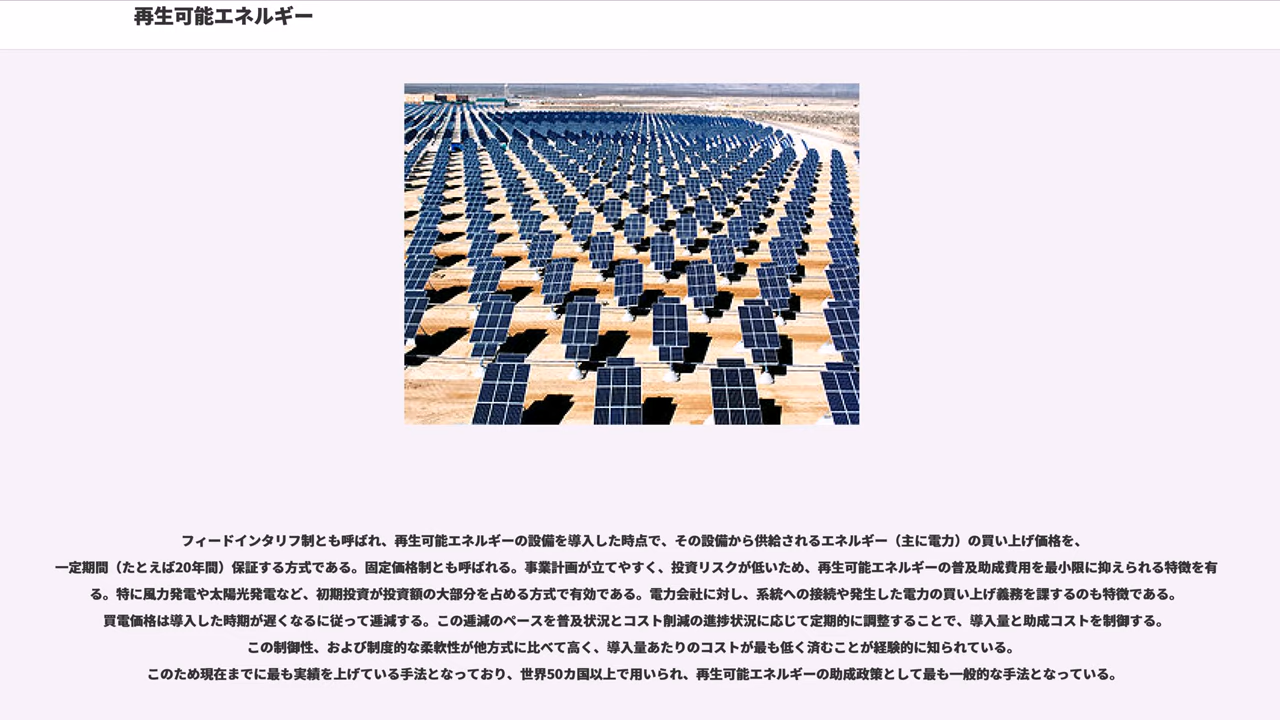 再生可能エネルギー
フィードインタリフ制とも呼ばれ、再生可能エネルギーの設備を導入した時点で、その設備から供給されるエネルギー（主に電力）の買い上げ価格を、
一定期間（たとえば20年間）保証する方式である。固定価格制とも呼ばれる。事業計画が立てやすく、投資リスクが低いため、再生可能エネルギーの普及助成費用を最小限に抑えられる特徴を有
る。特に風力発電や太陽光発電など、初期投資が投資額の大部分を占める方式で有効である。電力会社に対し、系統への接続や発生した電力の買い上げ義務を課するのも特徴である。
買電価格は導入した時期が遅くなるに従って逓減する。この逓減のペースを普及状況とコスト削減の進捗状況に応じて定期的に調整することで、導入量と助成コストを制御する。
この制御性、および制度的な柔軟性が他方式に比べて高く、導入量あたりのコストが最も低く済むことが経験的に知られている。
このため現在までに最も実績を上げている手法となっており、世界50カ国以上で用いられ、再生可能エネルギーの助成政策として最も一般的な手法となっている。